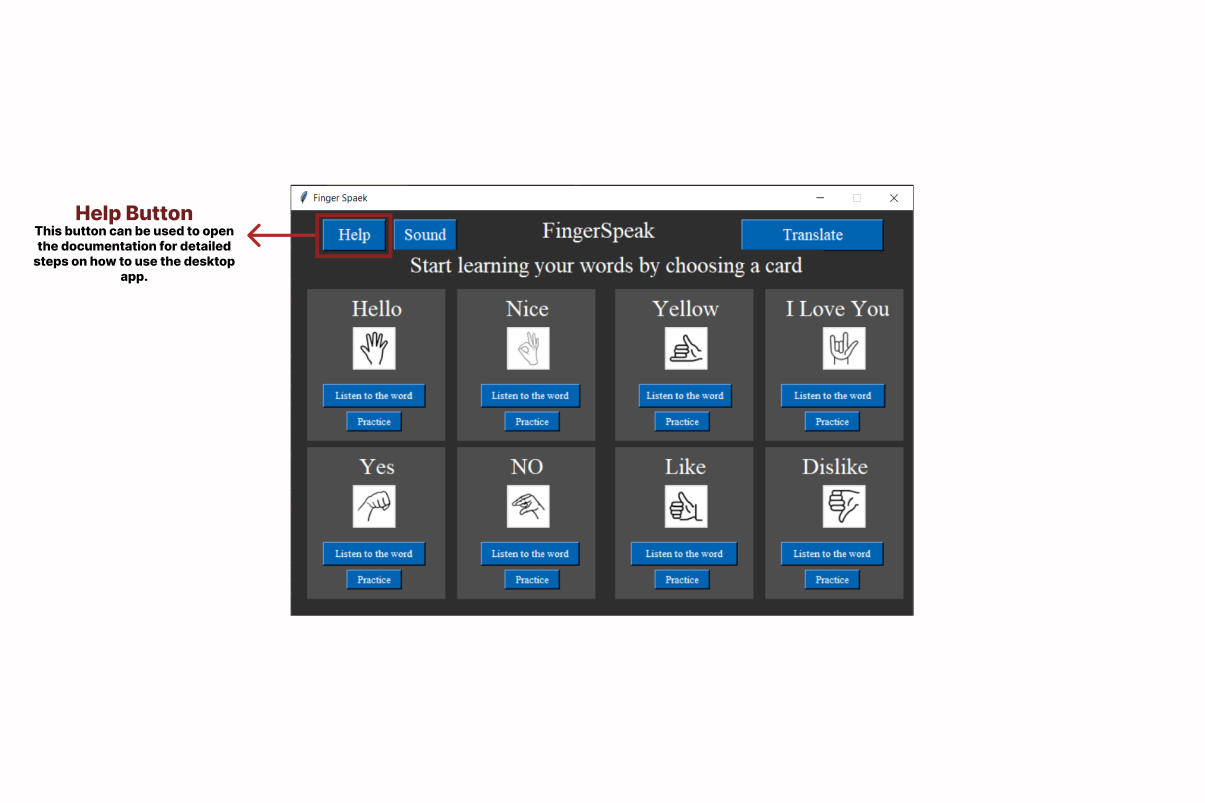 Help Button
This button can be used to open
the documentation for detailed
steps on how to use the desktop
app.
Finger Spaek
Help
Sound
FingerSpeak
Translate
Start learning your words by choosing a card
Hello
Nice
Yellow
I Love You
Listen to the word
Listen to the word
Listen to the word
Listen to the word
Practice
Practice
Practice
Practice
Yes
NO
Like
Dislike
Listen to the word
Listen to the word
Listen to the word
Listen to the word
Practice
Practice
Practice
Practice